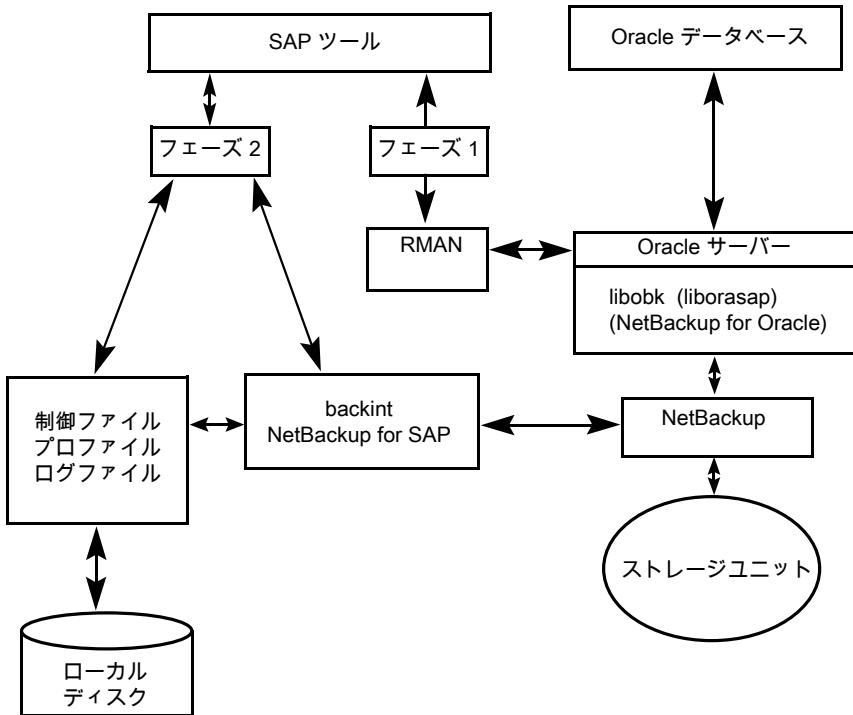 SAP ツール
Oracle データベース
フェーズ 2
フェーズ 1
RMAN
Oracle サーバー
libobk (liborasap)
(NetBackup for Oracle)
制御ファイル
プロファイル
ログファイル
backint
NetBackup for SAP
NetBackup
ストレージユニット
ローカル
ディスク